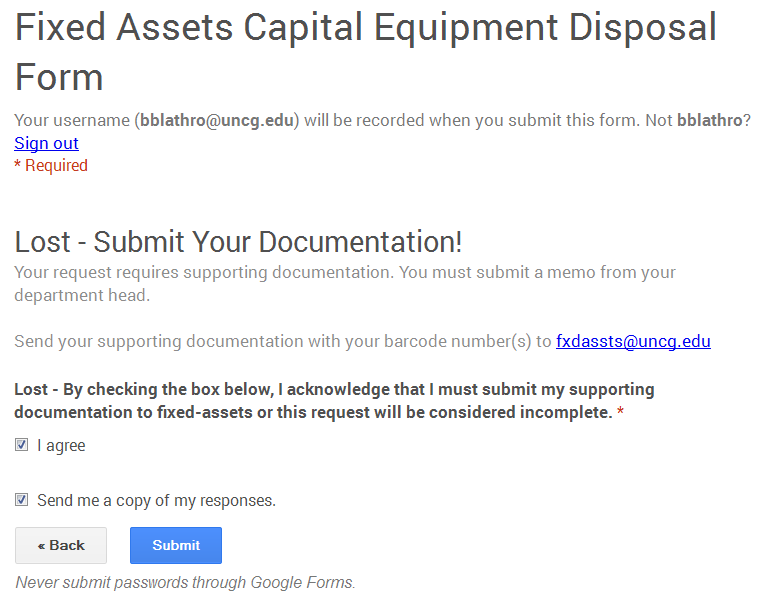 Fixed Assets Capital Equipment Disposal
Form
Your username (bblathro@uncg.edu) will be recorded when you submit this form. Not bblathro?
Sign out
* Required
Lost - Submit Your Documentation!
Your request requires supporting documentation. You must submit a memo from your
department head.
Send your supporting documentation with your barcode number(s) to fxdassts@uncg.edu
Lost - By checking the box below, I acknowledge that I must submit my supporting
documentation to fixed-assets or this request will be considered incomplete. *
I agree
Send me a copy of my responses.
« Back
Submit
Never submit passwords through Google Forms.